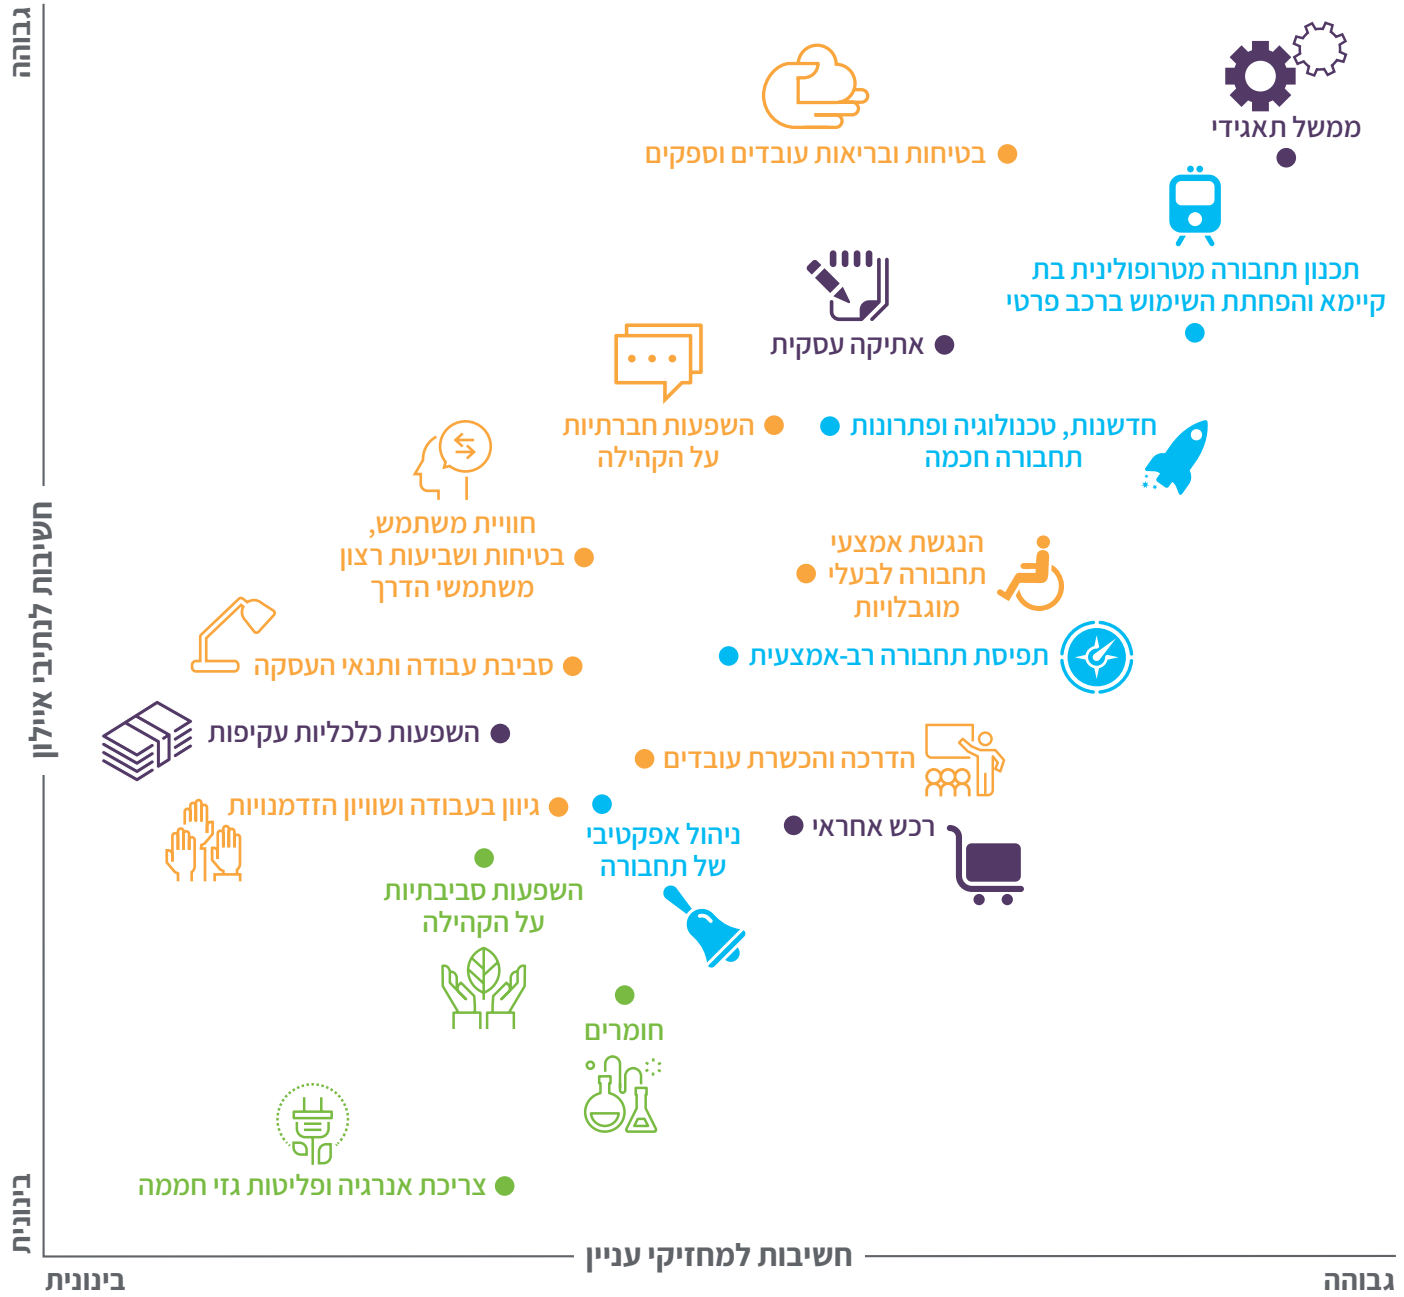 גבוהה
ממשל תאגידי
בטיחות ובריאות עובדים וספקים
תכנון תחבורה מטרופולינית בת
קיימא והפחתת השימוש ברכב פרטי
אתיקה עסקית
חדשנות, טכנולוגיה ופתרונות
תחבורה חכמה
השפעות חברתיות
על הקהילה
חוויית משתמש,
בטיחות ושביעות רצון
משתמשי הדרך
הנגשת אמצעי
תחבורה לבעלי
מוגבלויות
תפיסת תחבורה רב-אמצעית
סביבת עבודה ותנאי העסקה
חשיבות לנתיבי איילון
השפעות כלכליות עקיפות
הדרכה והכשרת עובדים
גיוון בעבודה ושוויון הזדמנויות
רכש אחראי
ניהול אפקטיבי
של תחבורה
השפעות סביבתיות
על הקהילה
חומרים
צריכת אנרגיה ופליטות גזי חממה
בינונית
חשיבות למחזיקי עניין
גבוהה
בינונית